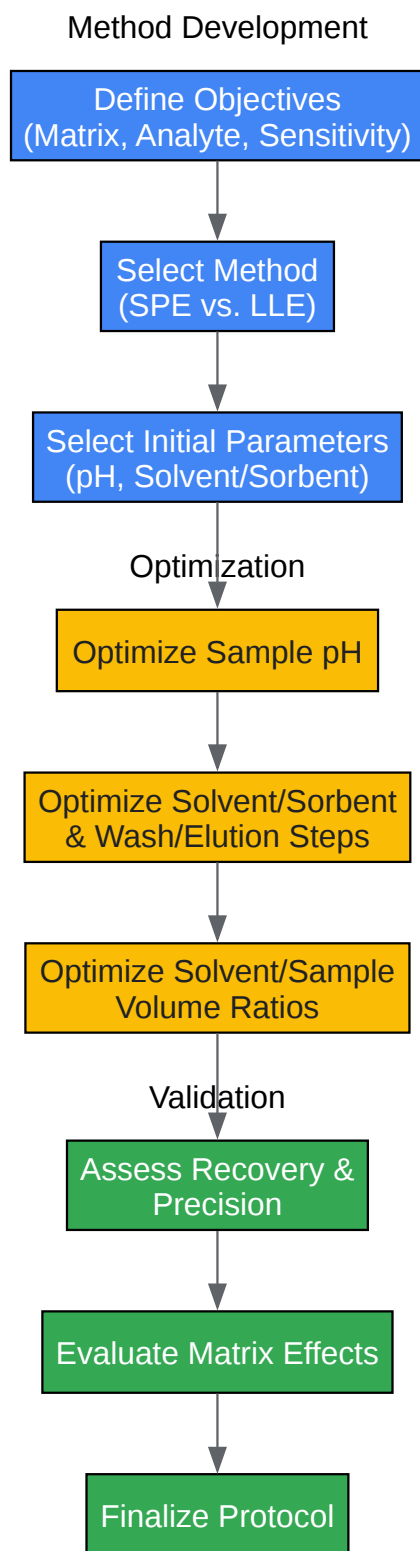 Method Development
Define Objectives
(Matrix, Analyte, Sensitivity)
Select Method
(SPE vs. LLE)
Select Initial Parameters
(pH, Solvent/Sorbent)
Optimization
Optimize Sample pH
Optimize Solvent/Sorbent
& Wash/Elution Steps
Optimize Solvent/Sample
Volume Ratios
Validation
Assess Recovery &
Precision
Evaluate Matrix Effects
Finalize Protocol